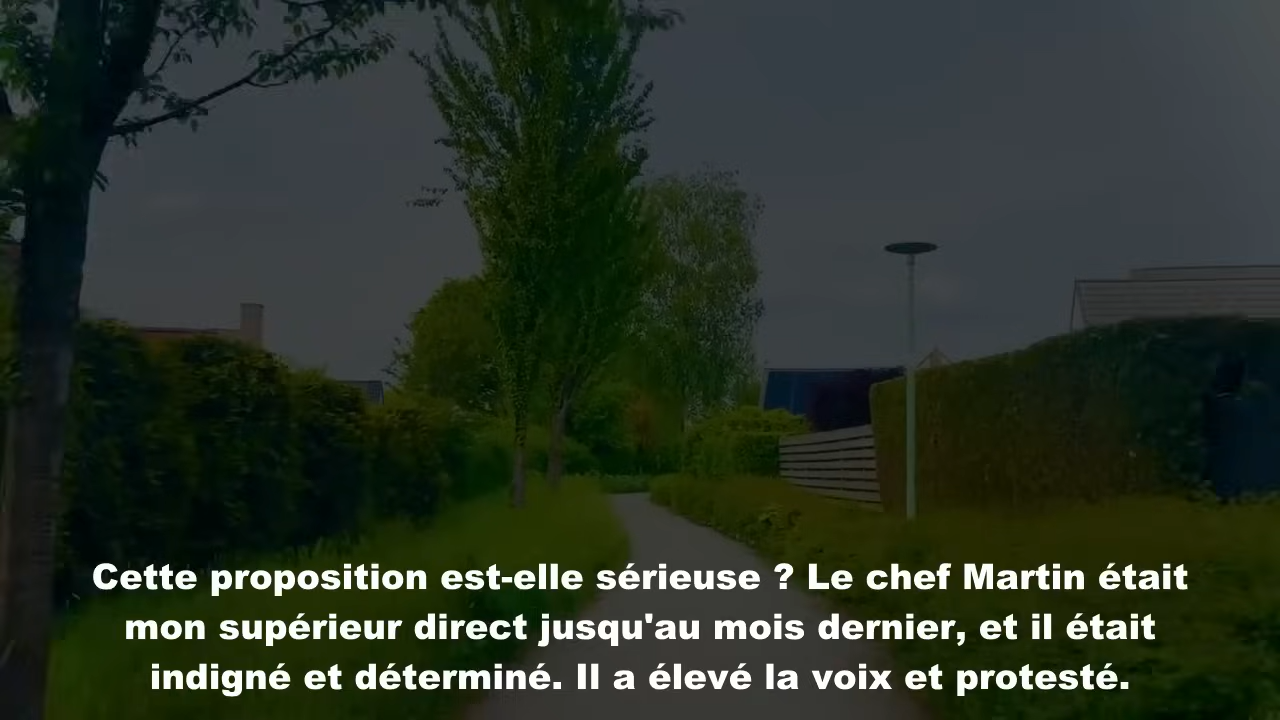 Cette proposition est-elle sérieuse ? Le chef Martin était
mon supérieur direct jusqu'au mois dernier, et il était
indigné et déterminé. Il a élevé la voix et protesté.